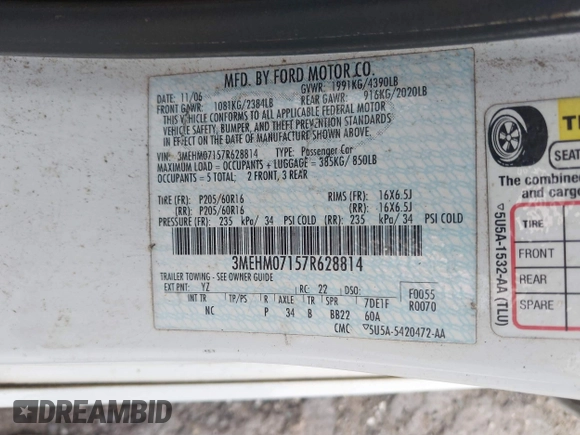 MFD. BY FORD MOTOR CO.
11/06
GVWR: 1991KG/4390LB
FRONT GAWR: 1081KG/2384LB
REAR GAWR: 916KG/2020LB
THIS VEHICLE CONFORMS TO ALL APPLICABLE FEDERAL MOTOR
VEHICLE SAFETY, BUMPER, AND THEFT PREVENTION STANDARDS
IN EFFECT ON THE DATE OF MANUFACTURE SHOWN ABOVE.
VIN: 3MEHM07157R628814 TYPE: Passenger Car
MAXIMUM LOAD = OCCUPANTS + LUGGAGE = 385KG/ 850LB
OCCUPANTS = 5 TOTAL: 2 FRONT, 3 REAR
TIRE (FR): P205/60R16 RIMS (FR): 16X6.5J
(RR): P205/60R16 (RR): 16X6.5J
PRESSURE (FR): 235 kPa/ 34 PSI COLD (RR): 235 kPa/ 34 PSI COLD
3MEHM07157R628814
TRAILER TOWING - SEE OWNER GUIDE
EXT PNT: YZ RC: 22 DSO: F0055
INT TR TP/PS R AXLE TR SPR 7DE1F R0070
NC P 34 B BB22 60A
CMC ▽5U5A-5420472-AA
SEAT
The combined
and cargo
TIRE
FRONT
REAR
SPARE
▽5U5A-1532-AA (TLU)
DREAMBID